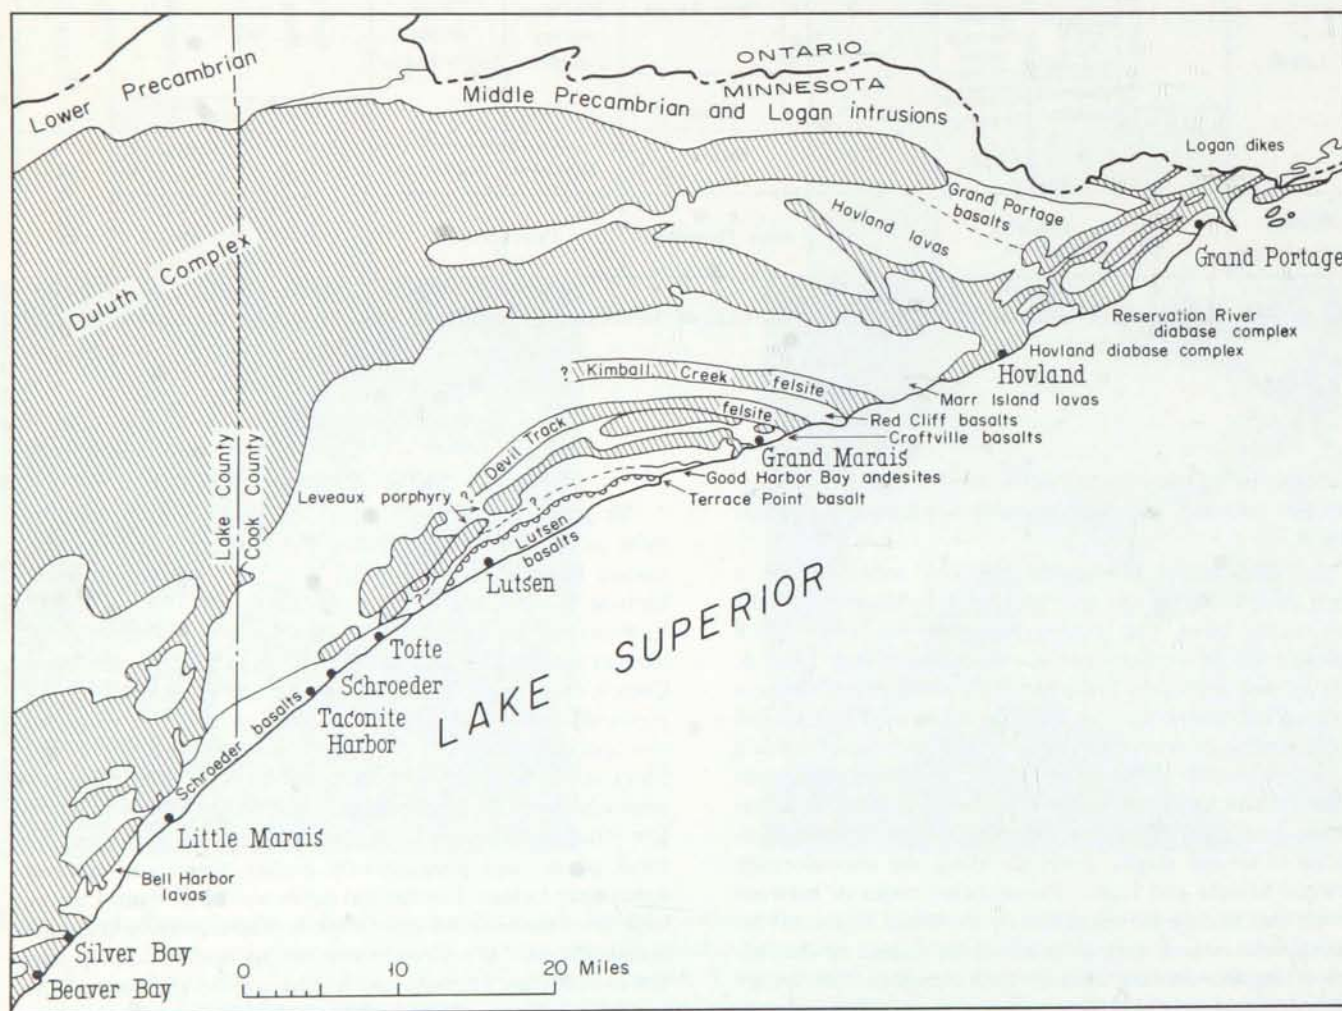 ONTARIO
MINNESOTA
Lower Precambrian
Middle Precambrian and Logan intrusions
Logan dikes
Grand Portage
basalts
Hovland lavas
Grand Portage
Duluth Complex
Reservation River
diabase complex
Hovland diabase complex
Hovland
? Kimball Creek felsite
Marr Island lavas
Red Cliff basalts
Croftville basalts
? Devil Track felsite
Grand Marais
Good Harbor Bay andesites
Terrace Point basalt
Leveaux porphyry
?
Lutsen
basalts
?
Lake County
Cook County
Lutsen
LAKE SUPERIOR
Tofte
Schroeder
Taconite
Harbor
Schroeder basalts
Little Marais
Bell Harbor
lavas
Silver Bay
Beaver Bay
0 10 20 Miles